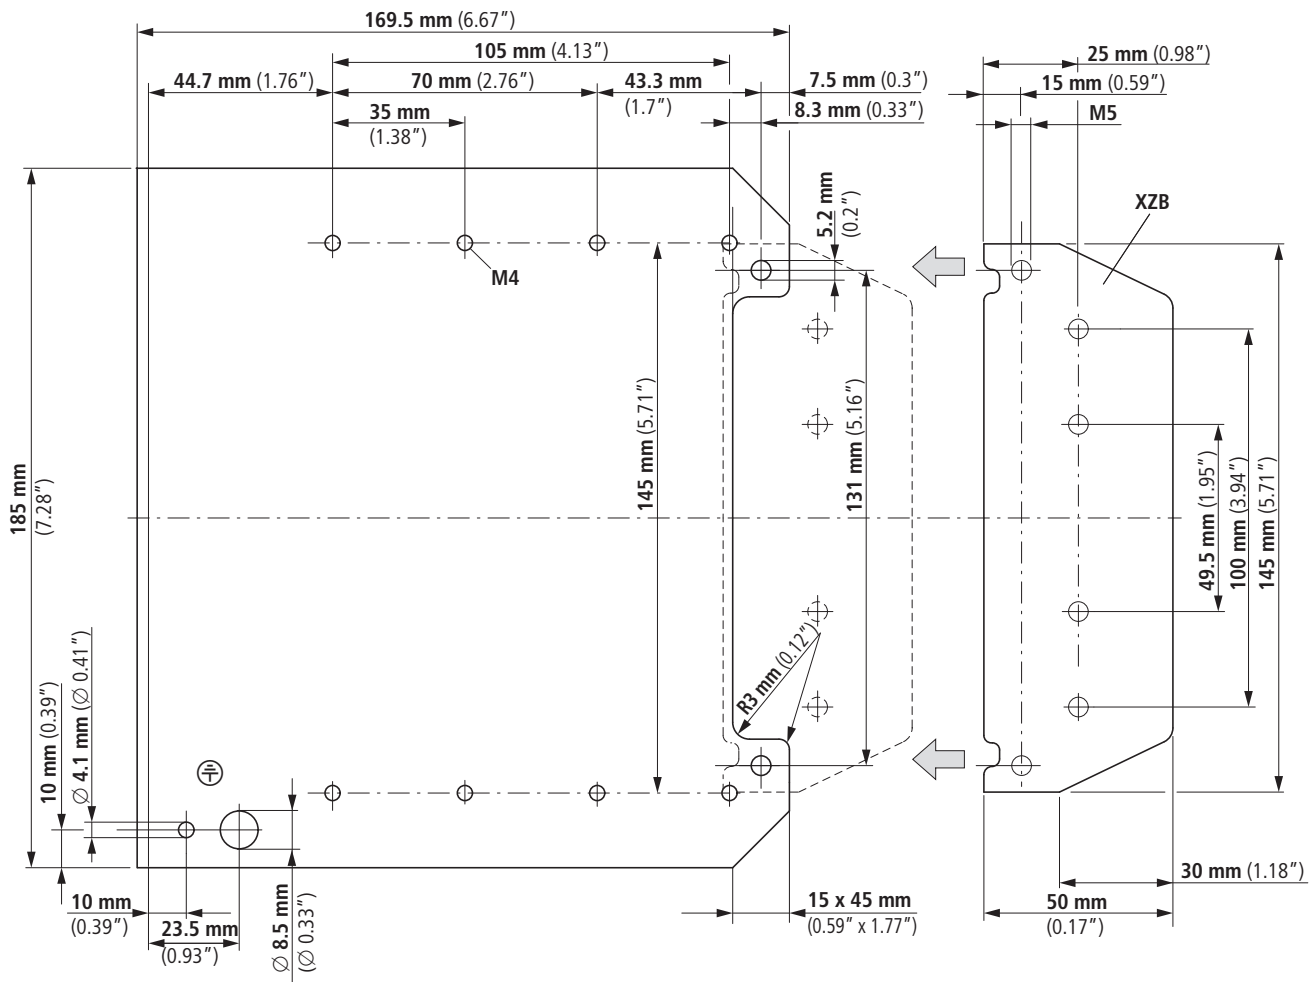 169.5 mm (6.67″)
105 mm (4.13″)
25 mm (0.98″)
44.7 mm (1.76″)
70 mm (2.76″)
43.3 mm
(1.7″)
7.5 mm (0.3″)
15 mm (0.59″)
35 mm
(1.38″)
8.3 mm (0.33″)
M5
5.2 mm
(0.2″)
XZB
M4
185 mm
(7.28″)
145 mm (5.71″)
131 mm (5.16″)
49.5 mm (1.95″)
100 mm (3.94″)
145 mm (5.71″)
R3 mm (0.12″)
10 mm (0.39″)
∅ 4.1 mm (∅ 0.41″)
10 mm
(0.39″)
23.5 mm
(0.93″)
∅ 8.5 mm
(∅ 0.33″)
15 x 45 mm
(0.59″ x 1.77″)
30 mm (1.18″)
50 mm
(0.17″)